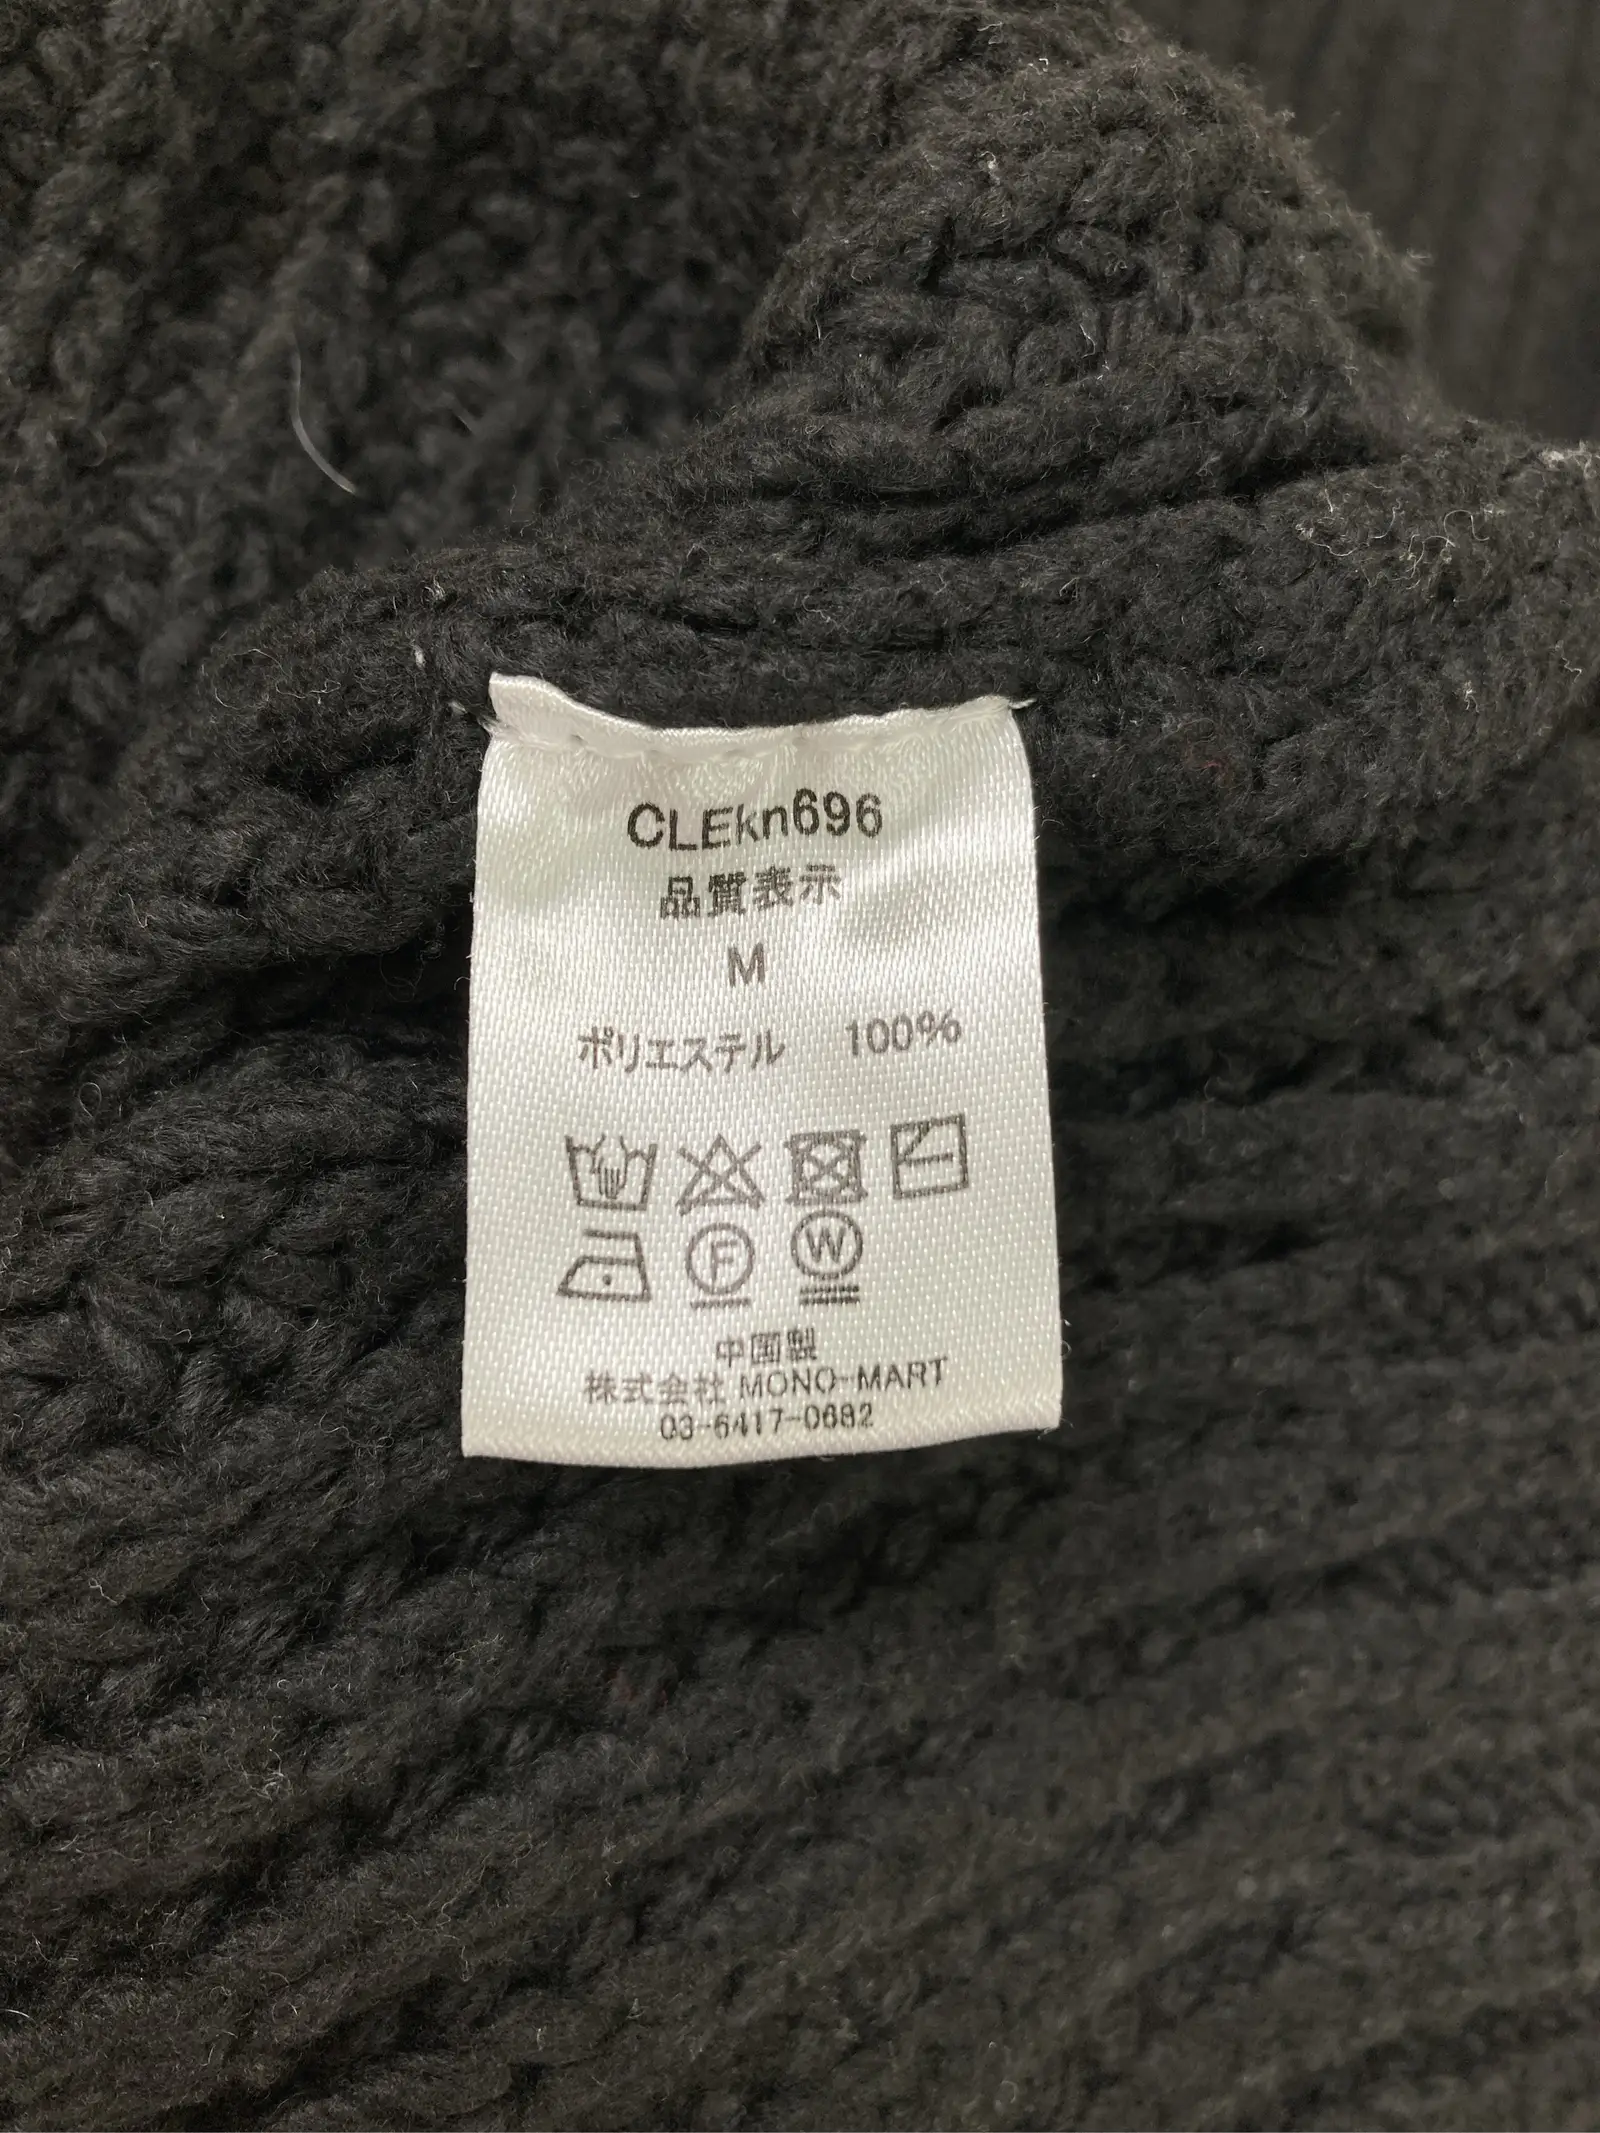 CLEkn696
品質表示
M
ポリエステル 100%
F W
中国製
株式会社 MONO-MART
03-6417-0682